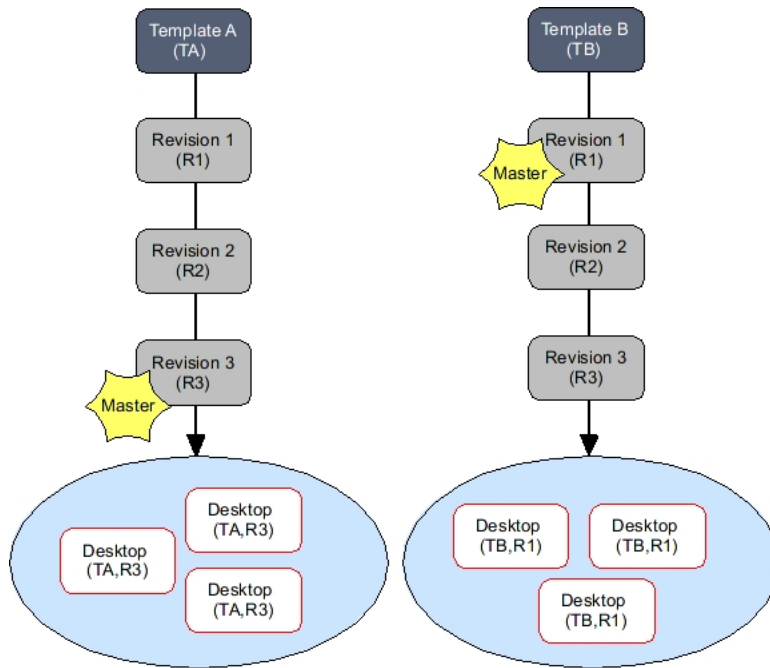 Template A
(TA)
Revision 1
(R1)
Revision 2
(R2)
Revision 3
(R3)
Master
Desktop
(TA,R3)
Desktop
(TA,R3)
Desktop
(TA,R3)
Template B
(TB)
Revision 1
(R1)
Master
Revision 2
(R2)
Revision 3
(R3)
Desktop
(TB,R1)
Desktop
(TB,R1)
Desktop
(TB,R1)